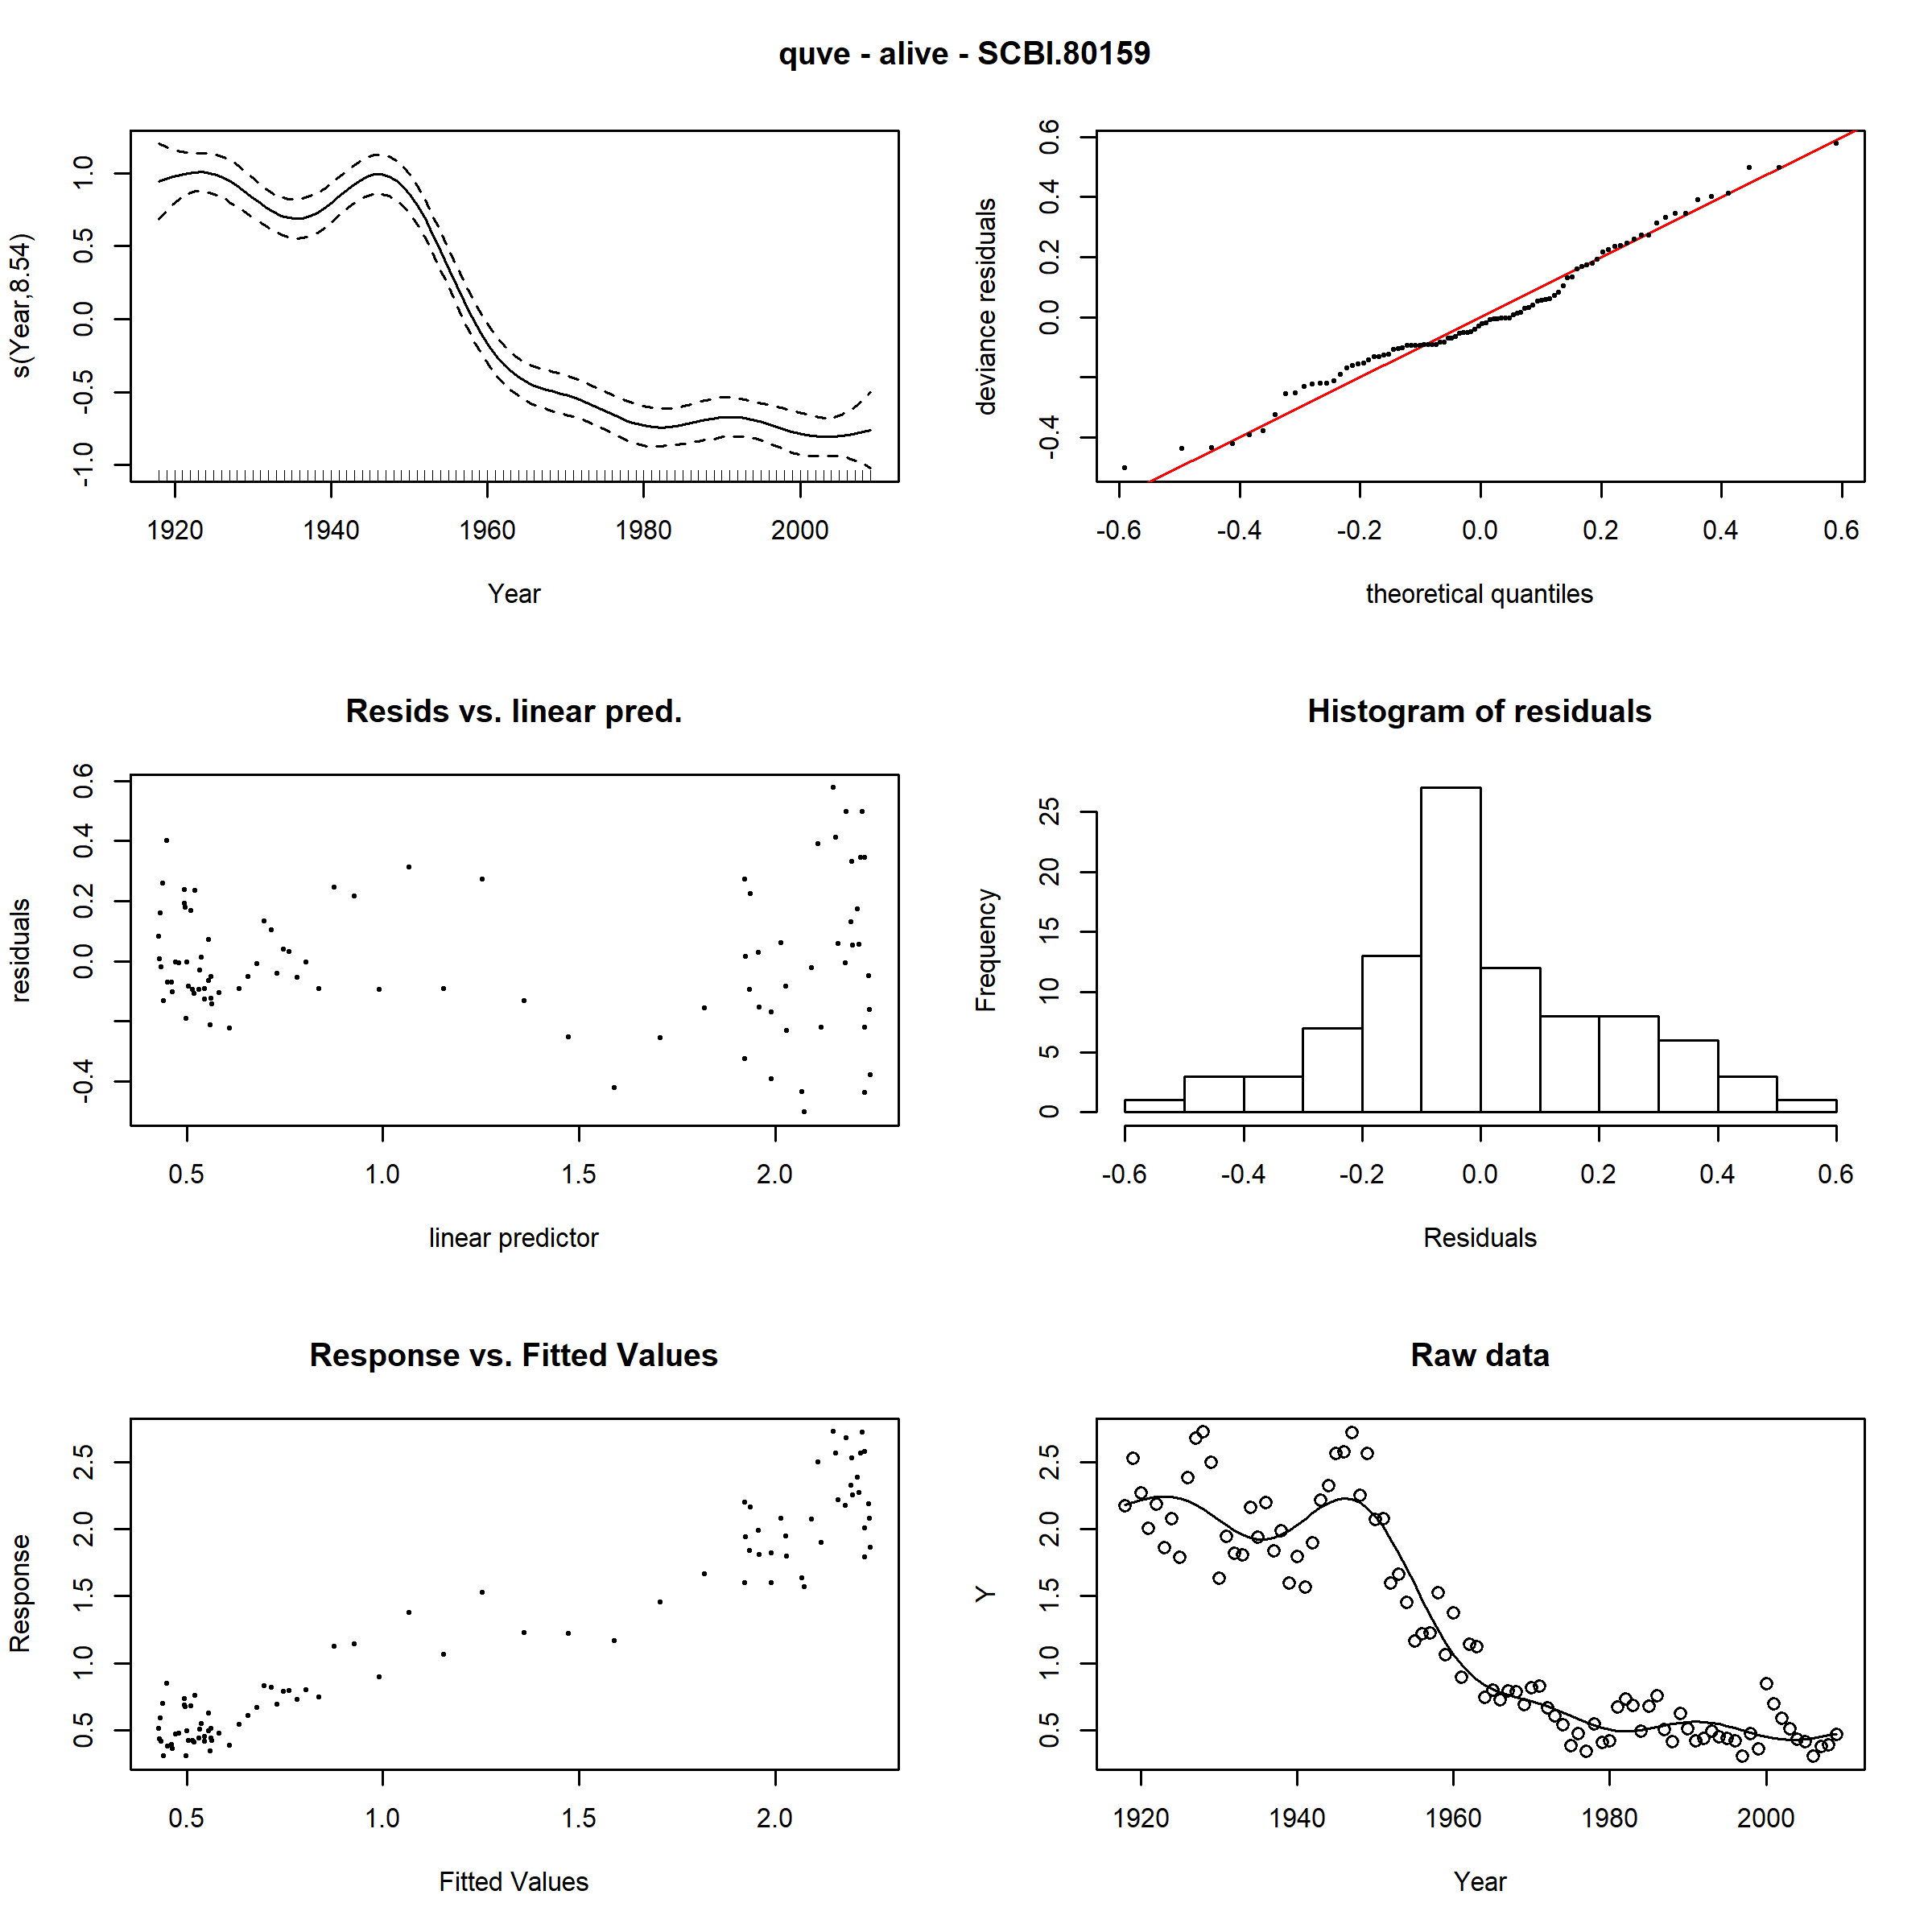 quve - alive - SCBI.80159
s(Year,8.54)
1.0
0.5
0.0
-0.5
-1.0
1920 1940 1960 1980 2000
Year
deviance residuals
0.6
0.4
0.2
0.0
-0.4
-0.6 -0.4 -0.2 0.0 0.2 0.4 0.6
theoretical quantiles
Resids vs. linear pred.
residuals
0.6
0.4
0.2
0.0
-0.4
0.5 1.0 1.5 2.0
linear predictor
Histogram of residuals
Frequency
25
20
15
10
5
0
-0.6 -0.4 -0.2 0.0 0.2 0.4 0.6
Residuals
Response vs. Fitted Values
Response
2.5
2.0
1.5
1.0
0.5
0.5 1.0 1.5 2.0
Fitted Values
Raw data
Y
2.5
2.0
1.5
1.0
0.5
1920 1940 1960 1980 2000
Year